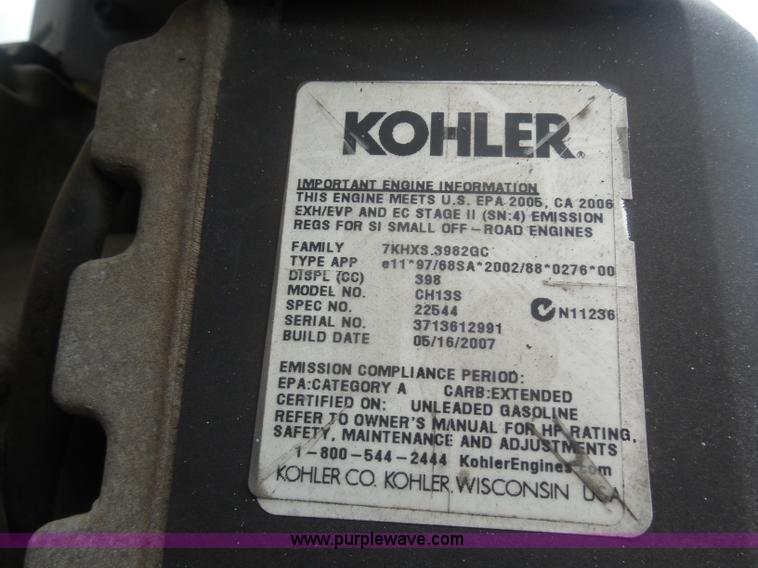 KOHLER.
IMPORTANT ENGINE INFORMATION
THIS ENGINE MEETS U.S. EPA 2005, CA 2006
EXH/EVP AND EC STAGE II (SN:4) EMISSION
REGS FOR SI SMALL OFF-ROAD ENGINES
FAMILY 7KHXS.3982GC
TYPE APP e11*97/68SA*2002/88*0276*00
DISPL (CC) 398
MODEL NO. CH13S
SPEC NO. 22544
N11236
SERIAL NO. 3713612991
BUILD DATE 05/16/2007
EMISSION COMPLIANCE PERIOD:
EPA:CATEGORY A CARB:EXTENDED
CERTIFIED ON: UNLEADED GASOLINE
REFER TO OWNER'S MANUAL FOR HP RATING,
SAFETY, MAINTENANCE AND ADJUSTMENTS
1-800-544-2444 KohlerEngines.com
KOHLER CO. KOHLER, WISCONSIN USA
www.purplewave.com